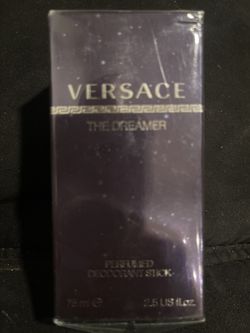 VERSACE
THE DREAMER
PERFUMED
DEODORANT STICK
75 ml ℮ 2.5 US fl.oz.